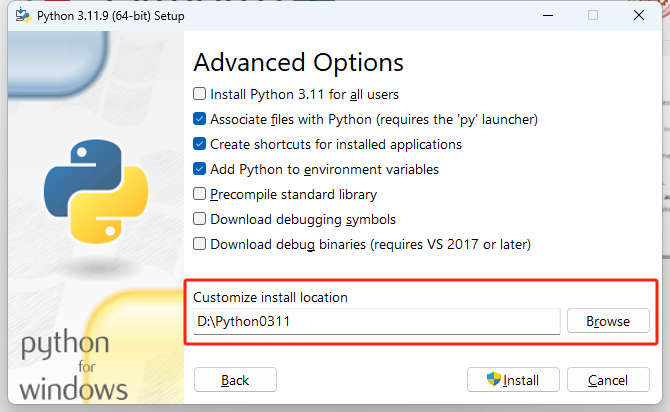 Python 3.11.9 (64-bit) Setup
Advanced Options
Install Python 3.11 for all users
Associate files with Python (requires the 'py' launcher)
Create shortcuts for installed applications
Add Python to environment variables
Precompile standard library
Download debugging symbols
Download debug binaries (requires VS 2017 or later)
Customize install location
D:\Python0311
Browse
python
for
windows
Back
Install
Cancel